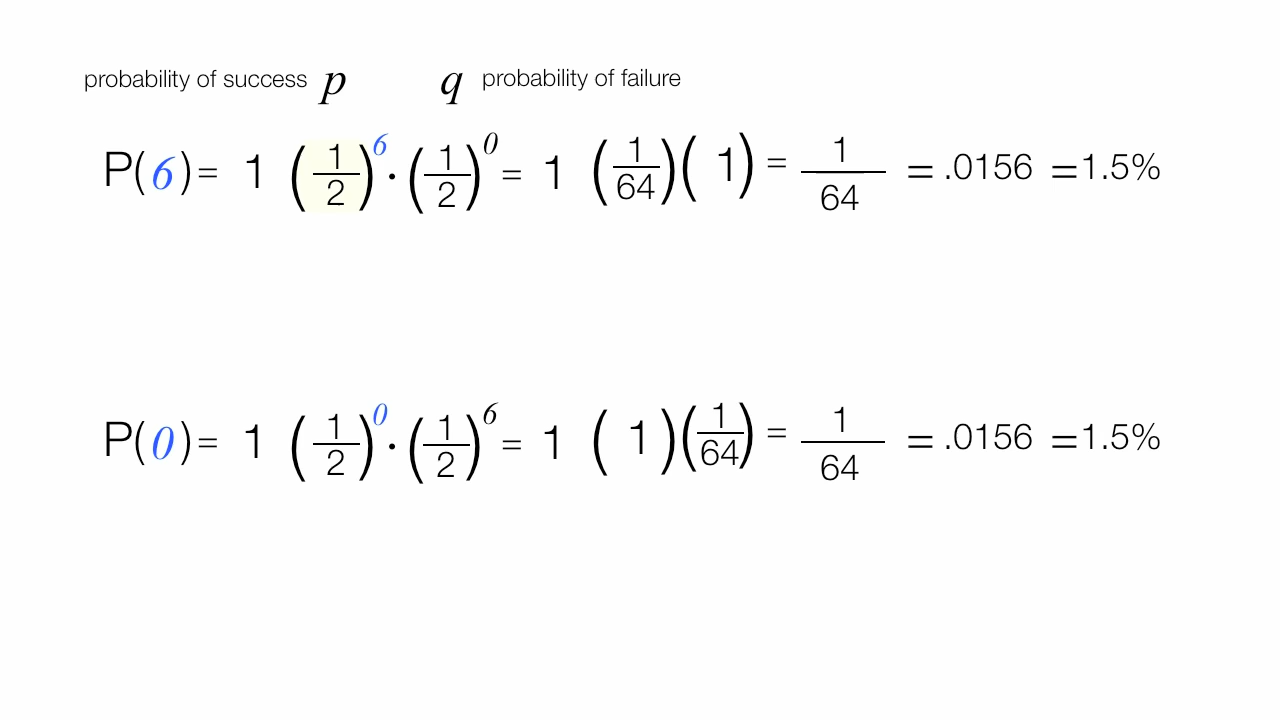 probability of success p q probability of failure
P(6) = 1 (1/2)^6 · (1/2)^0 = 1 (1/64)(1) = 1/64 = .0156 =1.5%
P(0) = 1 (1/2)^0 · (1/2)^6 = 1 (1)(1/64) = 1/64 = .0156 =1.5%